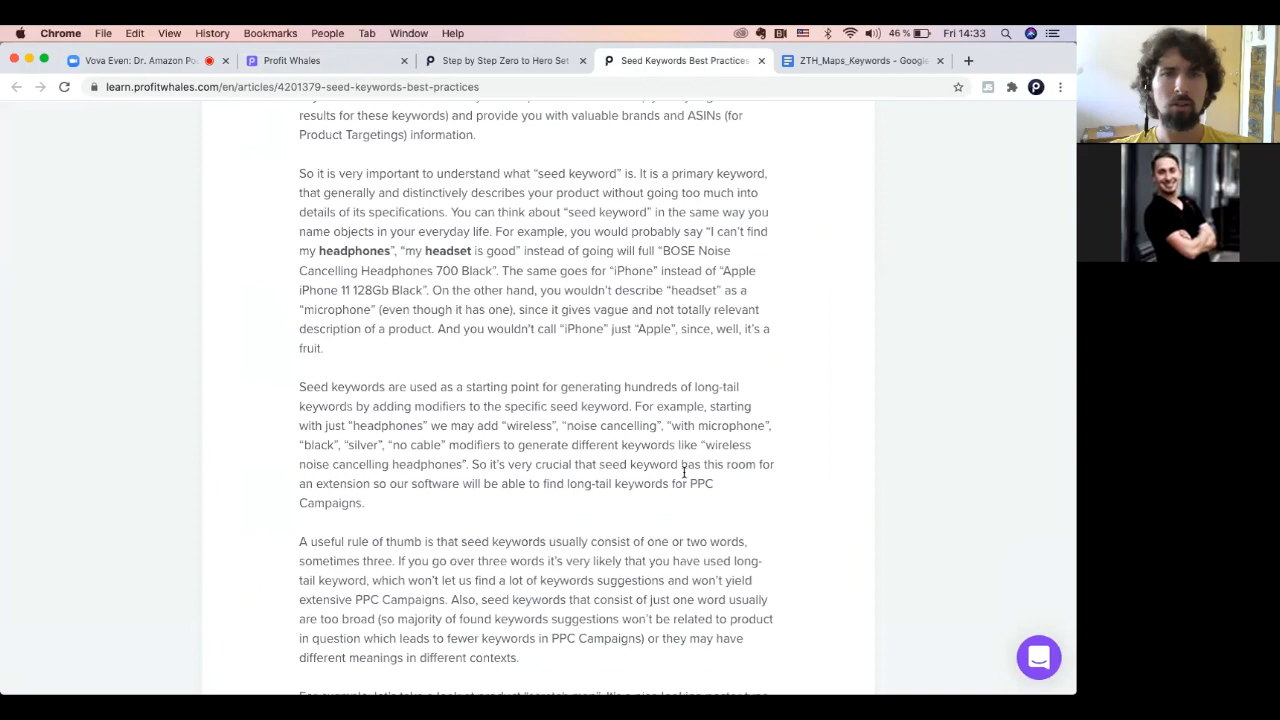 Chrome File Edit View History Bookmarks People Tab Window Help 46 % Fri 14:33
Vova Even: Dr. Amazon Po Profit Whales Step by Step Zero to Hero Set Seed Keywords Best Practices ZTH_Maps_Keywords - Google
learn.profitwhales.com/en/articles/4201379-seed-keywords-best-practices
results for these keywords) and provide you with valuable brands and ASINs (for
Product Targetings) information.
So it is very important to understand what “seed keyword” is. It is a primary keyword,
that generally and distinctively describes your product without going too much into
details of its specifications. You can think about “seed keyword” in the same way you
name objects in your everyday life. For example, you would probably say “I can’t find
my headphones”, “my headset is good” instead of going will full “BOSE Noise
Cancelling Headphones 700 Black”. The same goes for “iPhone” instead of “Apple
iPhone 11 128Gb Black”. On the other hand, you wouldn’t describe “headset” as a
“microphone” (even though it has one), since it gives vague and not totally relevant
description of a product. And you wouldn’t call “iPhone” just “Apple”, since, well, it’s a
fruit.
Seed keywords are used as a starting point for generating hundreds of long-tail
keywords by adding modifiers to the specific seed keyword. For example, starting
with just “headphones” we may add “wireless”, “noise cancelling”, “with microphone”,
“black”, “silver”, “no cable” modifiers to generate different keywords like “wireless
noise cancelling headphones”. So it’s very crucial that seed keyword has this room for
an extension so our software will be able to find long-tail keywords for PPC
Campaigns.
A useful rule of thumb is that seed keywords usually consist of one or two words,
sometimes three. If you go over three words it’s very likely that you have used long-
tail keyword, which won’t let us find a lot of keywords suggestions and won’t yield
extensive PPC Campaigns. Also, seed keywords that consist of just one word usually
are too broad (so majority of found keywords suggestions won’t be related to product
in question which leads to fewer keywords in PPC Campaigns) or they may have
different meanings in different contexts.